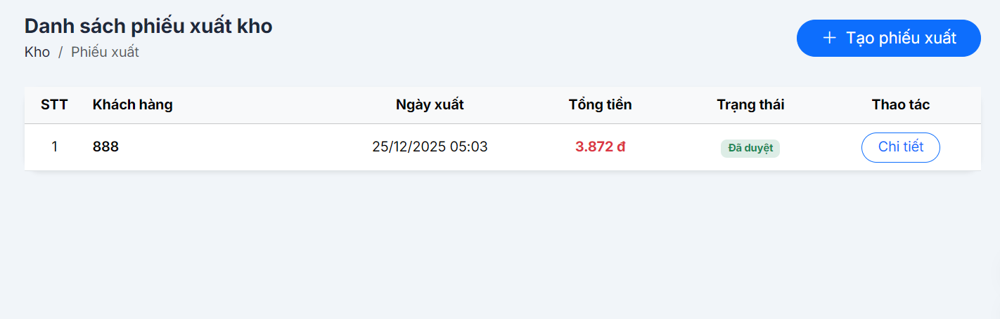 Danh sách phiếu xuất kho
Kho / Phiếu xuất
+ Tạo phiếu xuất
STT Khách hàng Ngày xuất Tổng tiền Trạng thái Thao tác
1 888 25/12/2025 05:03 3.872 đ Đã duyệt Chi tiết